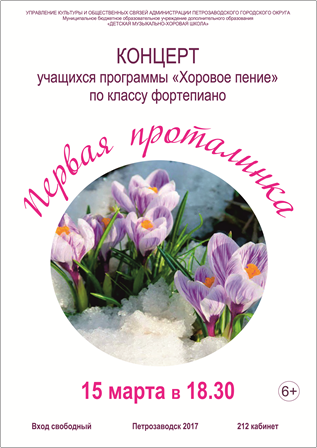 УПРАВЛЕНИЕ КУЛЬТУРЫ И ОБЩЕСТВЕННЫХ СВЯЗЕЙ АДМИНИСТРАЦИИ ПЕТРОЗАВОДСКОГО ГОРОДСКОГО ОКРУГА
Муниципальное бюджетное образовательное учреждение дополнительного образования
«ДЕТСКАЯ МУЗЫКАЛЬНО-ХОРОВАЯ ШКОЛА»
КОНЦЕРТ
учащихся программы «Хоровое пение»
по классу фортепиано
Первая проталинка
15 марта в 18.30
6+
Вход свободный Петрозаводск 2017 212 кабинет